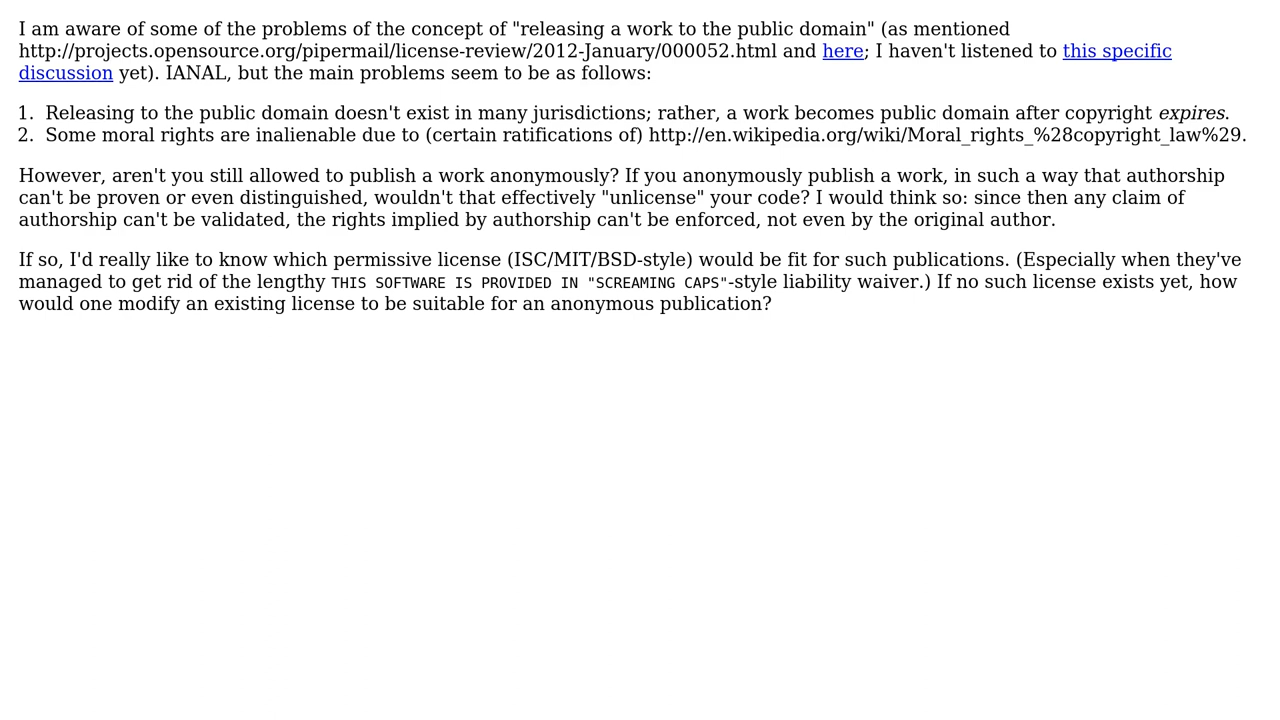 I am aware of some of the problems of the concept of "releasing a work to the public domain" (as mentioned
http://projects.opensource.org/pipermail/license-review/2012-January/000052.html and here; I haven't listened to this specific
discussion yet). IANAL, but the main problems seem to be as follows:
1. Releasing to the public domain doesn't exist in many jurisdictions; rather, a work becomes public domain after copyright expires.
2. Some moral rights are inalienable due to (certain ratifications of) http://en.wikipedia.org/wiki/Moral_rights_%28copyright_law%29.
However, aren't you still allowed to publish a work anonymously? If you anonymously publish a work, in such a way that authorship
can't be proven or even distinguished, wouldn't that effectively "unlicense" your code? I would think so: since then any claim of
authorship can't be validated, the rights implied by authorship can't be enforced, not even by the original author.
If so, I'd really like to know which permissive license (ISC/MIT/BSD-style) would be fit for such publications. (Especially when they've
managed to get rid of the lengthy THIS SOFTWARE IS PROVIDED IN "SCREAMING CAPS"-style liability waiver.) If no such license exists yet, how
would one modify an existing license to be suitable for an anonymous publication?